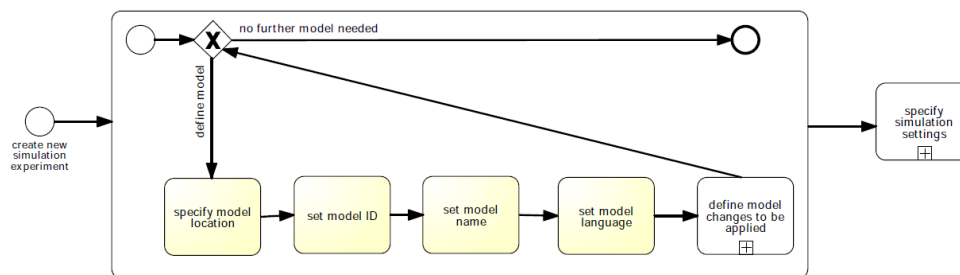 no further model needed
define model
create new
simulation
experiment
specify
simulation
settings
specify model
location
set model ID
set model
name
set model
language
define model
changes to be
applied